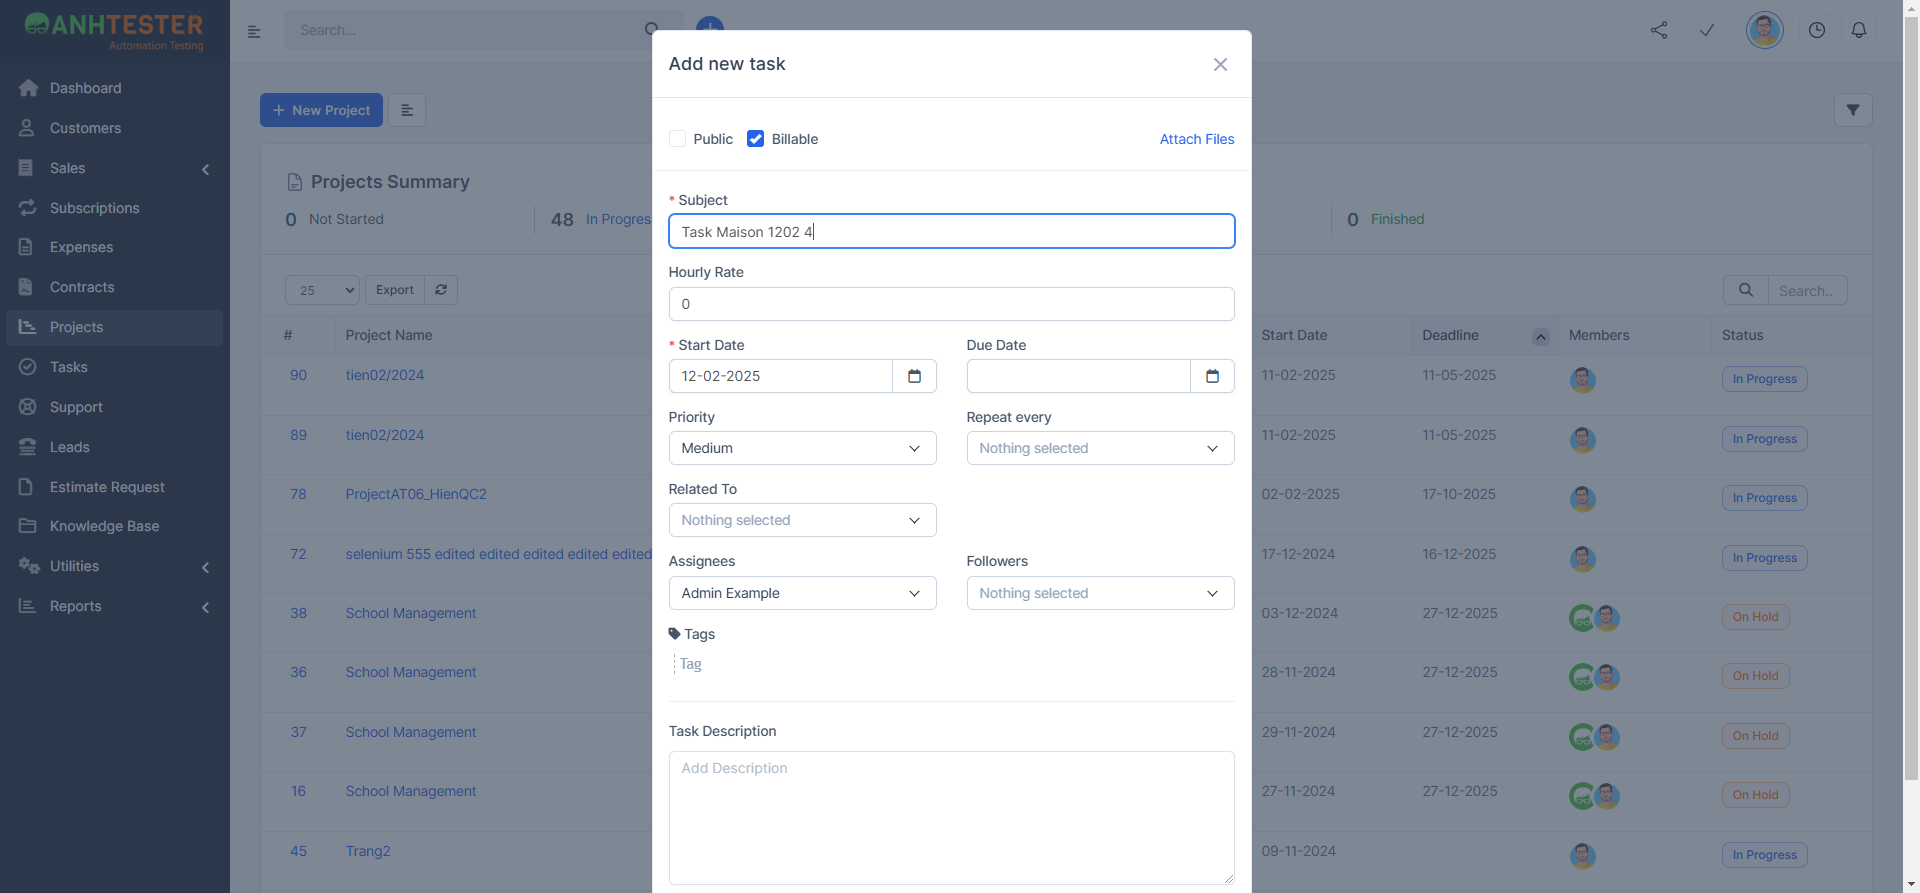 ANHTESTER
Automation Testing
Dashboard
Customers
Sales
Subscriptions
Expenses
Contracts
Projects
Tasks
Support
Leads
Estimate Request
Knowledge Base
Utilities
Reports
Search...
New Project
Projects Summary
0 Not Started
48 In Progres
0 Finished
25
Export
Search..
# Project Name Start Date Deadline Members Status
90 tien02/2024 11-02-2025 11-05-2025 In Progress
89 tien02/2024 11-02-2025 11-05-2025 In Progress
78 ProjectAT06_HienQC2 02-02-2025 17-10-2025 In Progress
72 selenium 555 edited edited edited edited edited 17-12-2024 16-12-2025 In Progress
38 School Management 03-12-2024 27-12-2025 On Hold
36 School Management 28-11-2024 27-12-2025 On Hold
37 School Management 29-11-2024 27-12-2025 On Hold
16 School Management 27-11-2024 27-12-2025 On Hold
45 Trang2 09-11-2024 In Progress
Add new task
Public Billable Attach Files
* Subject
Task Maison 1202 4
Hourly Rate
0
* Start Date Due Date
12-02-2025
Priority Repeat every
Medium Nothing selected
Related To
Nothing selected
Assignees Followers
Admin Example Nothing selected
Tags
Tag
Task Description
Add Description